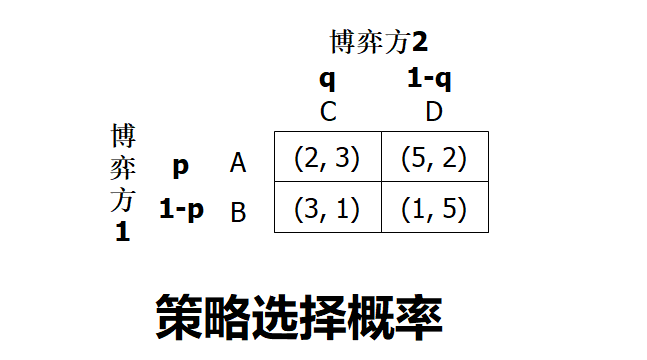 博弈方2
q 1-q
C D
博弈方1
p A (2, 3) (5, 2)
1-p B (3, 1) (1, 5)
策略选择概率